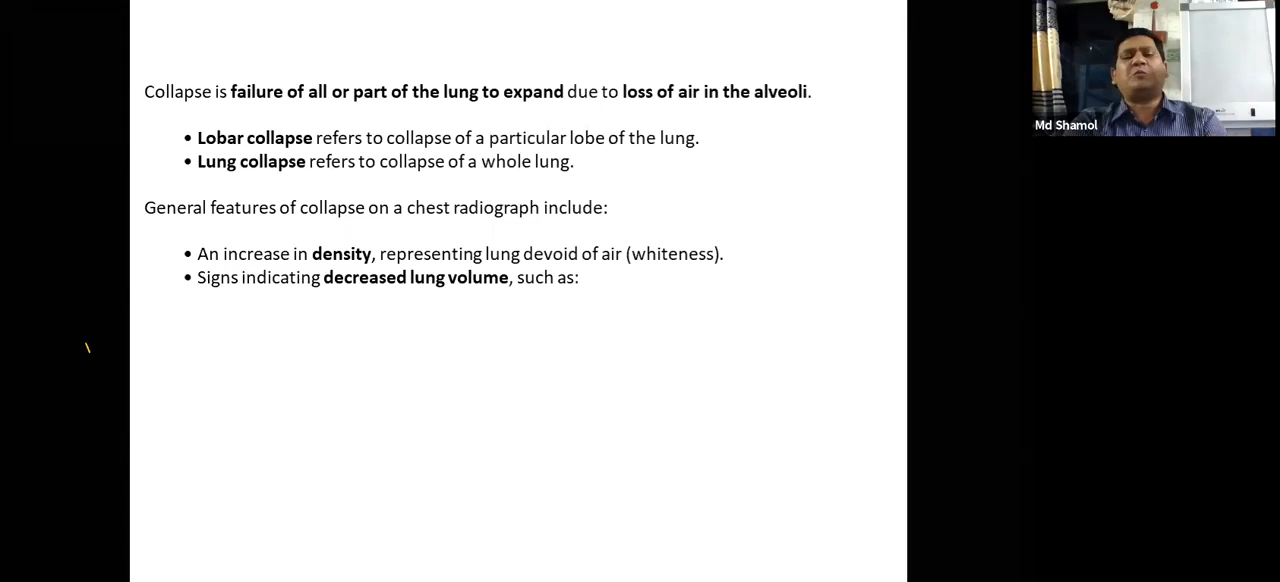 Collapse is failure of all or part of the lung to expand due to loss of air in the alveoli.
• Lobar collapse refers to collapse of a particular lobe of the lung.
• Lung collapse refers to collapse of a whole lung.
General features of collapse on a chest radiograph include:
• An increase in density, representing lung devoid of air (whiteness).
• Signs indicating decreased lung volume, such as:
Md Shamol